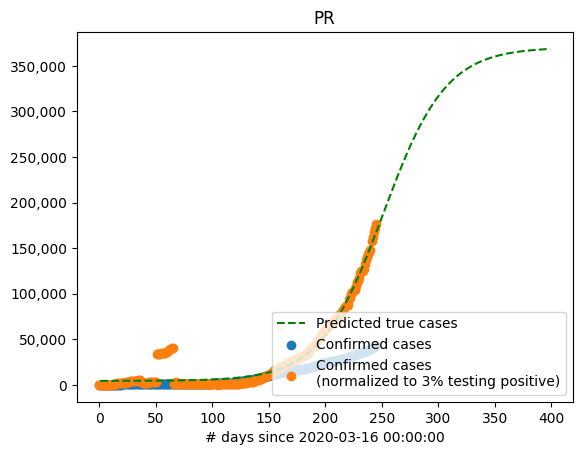 PR
350,000
300,000
250,000
200,000
150,000
100,000
50,000
0
Predicted true cases
Confirmed cases
Confirmed cases
(normalized to 3% testing positive)
0 50 100 150 200 250 300 350 400
# days since 2020-03-16 00:00:00